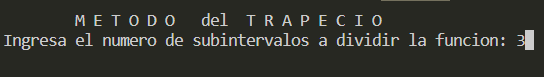 M E T O D O  del T R A P E C I O
Ingresa el numero de subintervalos a dividir la funcion: 3